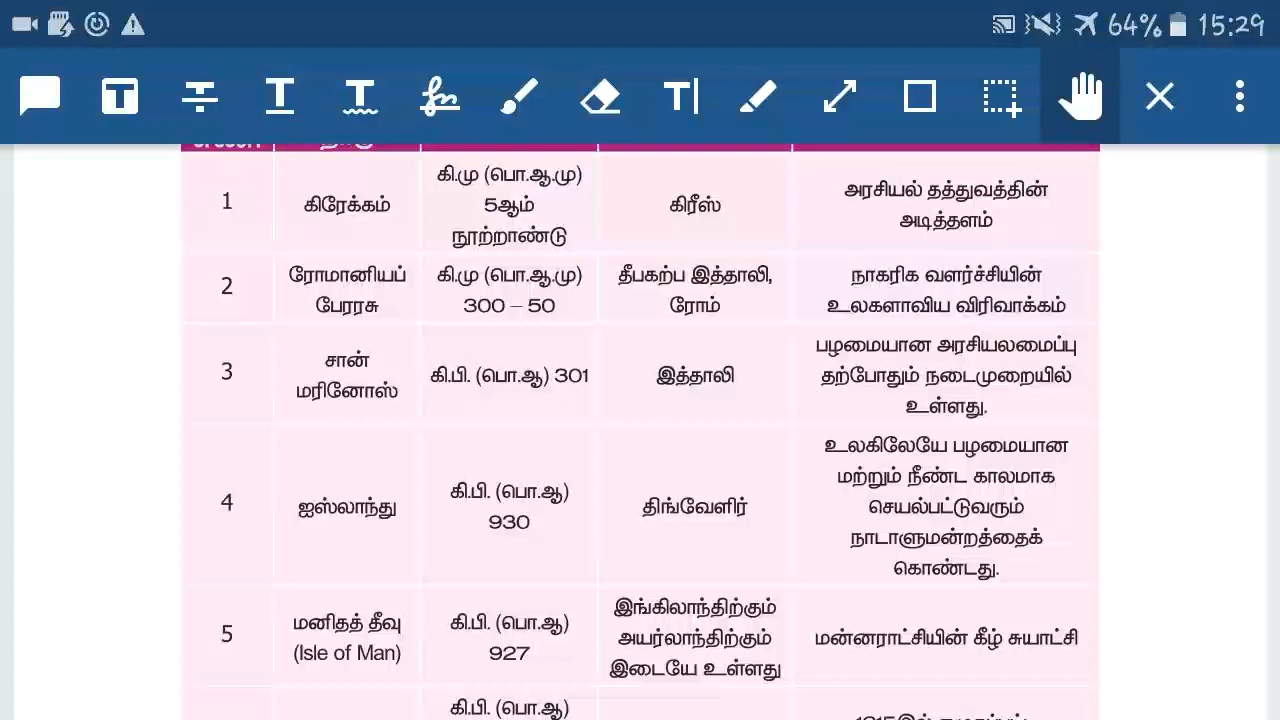 64% 15:29
1
கிரேக்கம்
கி.மு (பொ.ஆ.மு)
5ஆம்
நூற்றாண்டு
கிரீஸ்
அரசியல் தத்துவத்தின்
அடித்தளம்
2
ரோமானியப்
பேரரசு
கி.மு (பொ.ஆ.மு)
300 – 50
தீபகற்ப இத்தாலி,
ரோம்
நாகரிக வளர்ச்சியின்
உலகளாவிய விரிவாக்கம்
3
சான்
மரினோஸ்
கி.பி. (பொ.ஆ) 301
இத்தாலி
பழமையான அரசியலமைப்பு
தற்போதும் நடைமுறையில்
உள்ளது.
4
ஐஸ்லாந்து
கி.பி. (பொ.ஆ)
930
திங்வேளிர்
உலகிலேயே பழமையான
மற்றும் நீண்ட காலமாக
செயல்பட்டுவரும்
நாடாளுமன்றத்தைக்
கொண்டது.
5
மனிதத் தீவு
(Isle of Man)
கி.பி. (பொ.ஆ)
927
இங்கிலாந்திற்கும்
அயர்லாந்திற்கும்
இடையே உள்ளது
மன்னராட்சியின் கீழ் சுயாட்சி
கி.பி. (பொ.ஆ)